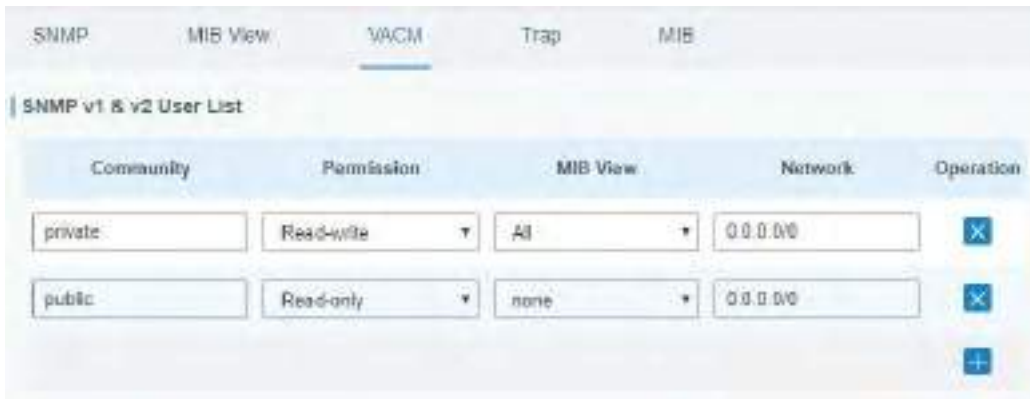 SNMP MIB View VACM Trap MIB
SNMP v1 & v2 User List
Community Permission MIB View Network Operation
private Read-write All 0.0.0.0/0
public Read-only none 0.0.0.0/0